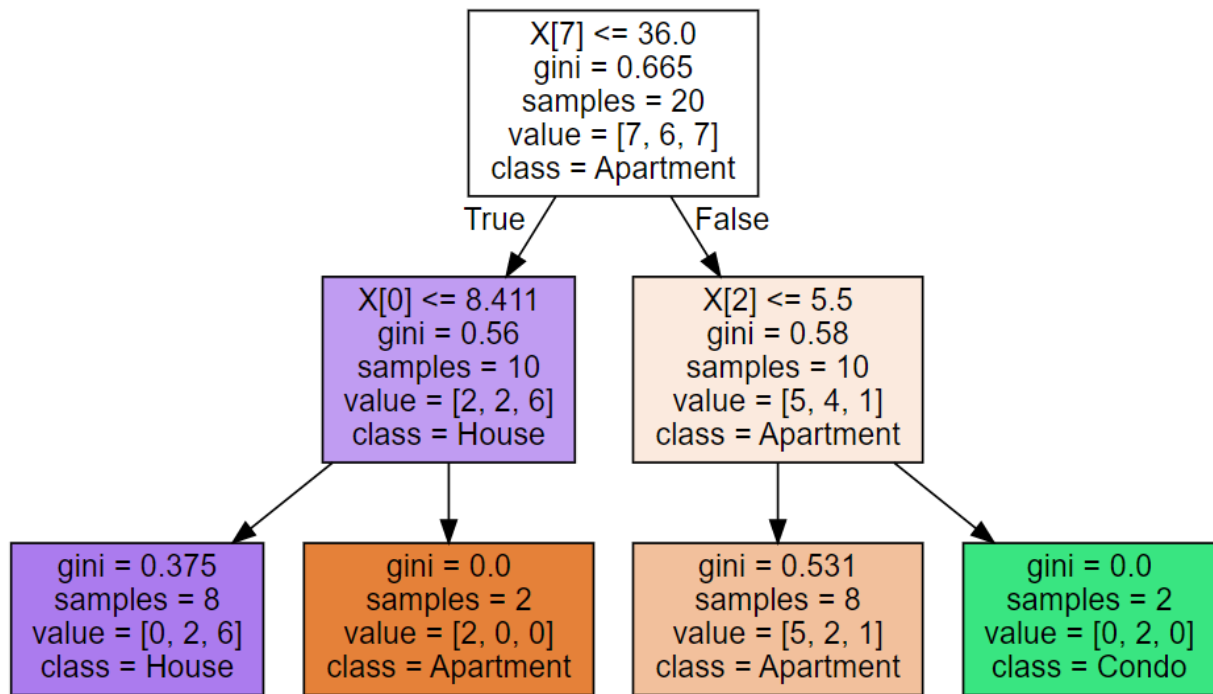 X[7] <= 36.0
gini = 0.665
samples = 20
value = [7, 6, 7]
class = Apartment
True
False
X[0] <= 8.411
gini = 0.56
samples = 10
value = [2, 2, 6]
class = House
X[2] <= 5.5
gini = 0.58
samples = 10
value = [5, 4, 1]
class = Apartment
gini = 0.375
samples = 8
value = [0, 2, 6]
class = House
gini = 0.0
samples = 2
value = [2, 0, 0]
class = Apartment
gini = 0.531
samples = 8
value = [5, 2, 1]
class = Apartment
gini = 0.0
samples = 2
value = [0, 2, 0]
class = Condo